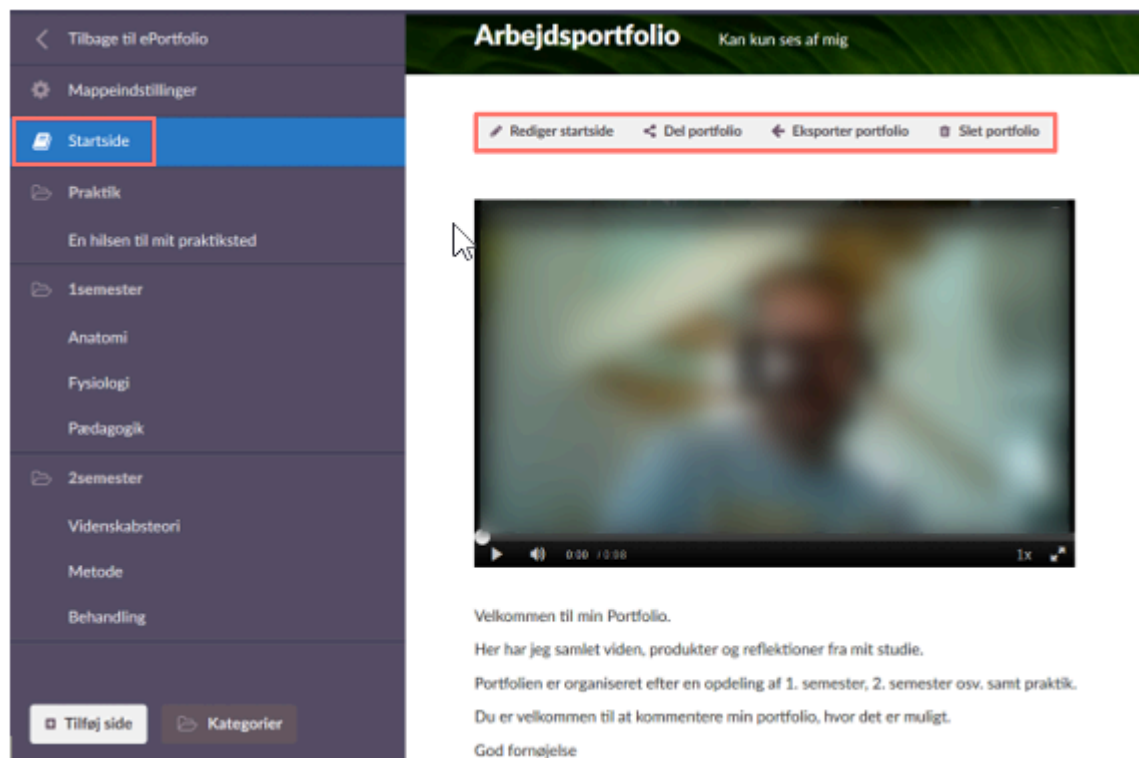 Tilbage til ePortfolio
Mappeindstillinger
Startside
Praktik
En hilsen til mit praktiksted
1semester
Anatomi
Fysiologi
Pædagogik
2semester
Videnskabsteori
Metode
Behandling
Tilføj side Kategorier
Arbejdsportfolio Kan kun ses af mig
Rediger startside Del portfolio Eksporter portfolio Slet portfolio
0:00 / 0:08 1x
Velkommen til min Portfolio.
Her har jeg samlet viden, produkter og reflektioner fra mit studie.
Portfolien er organiseret efter en opdeling af 1. semester, 2. semester osv. samt praktik.
Du er velkommen til at kommentere min portfolio, hvor det er muligt.
God fornøjelse